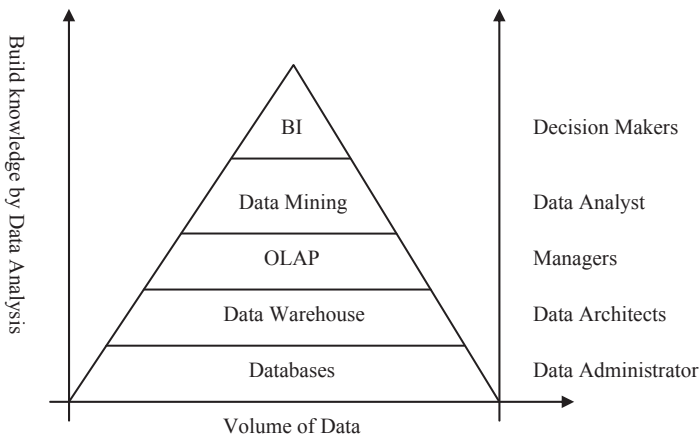 Build knowledge by Data Analysis
BI
Decision Makers
Data Mining
Data Analyst
OLAP
Managers
Data Warehouse
Data Architects
Databases
Data Administrator
Volume of Data